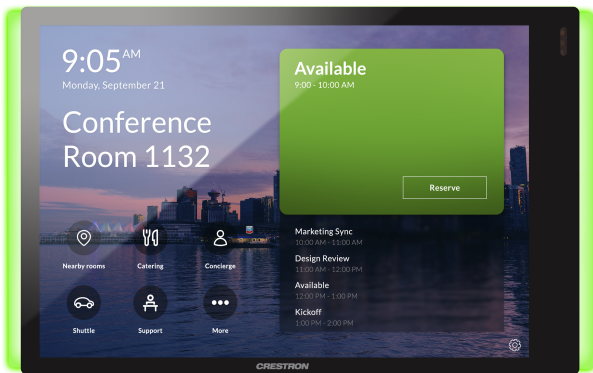 9:05 AM
Monday, September 21
Conference
Room 1132
Available
9:00 - 10:00 AM
Reserve
Nearby rooms
Catering
Concierge
Shuttle
Support
More
Marketing Sync
10:00 AM - 11:00 AM
Design Review
11:00 AM - 12:00 PM
Available
12:00 PM - 1:00 PM
Kickoff
1:00 PM - 2:00 PM
CRESTRON